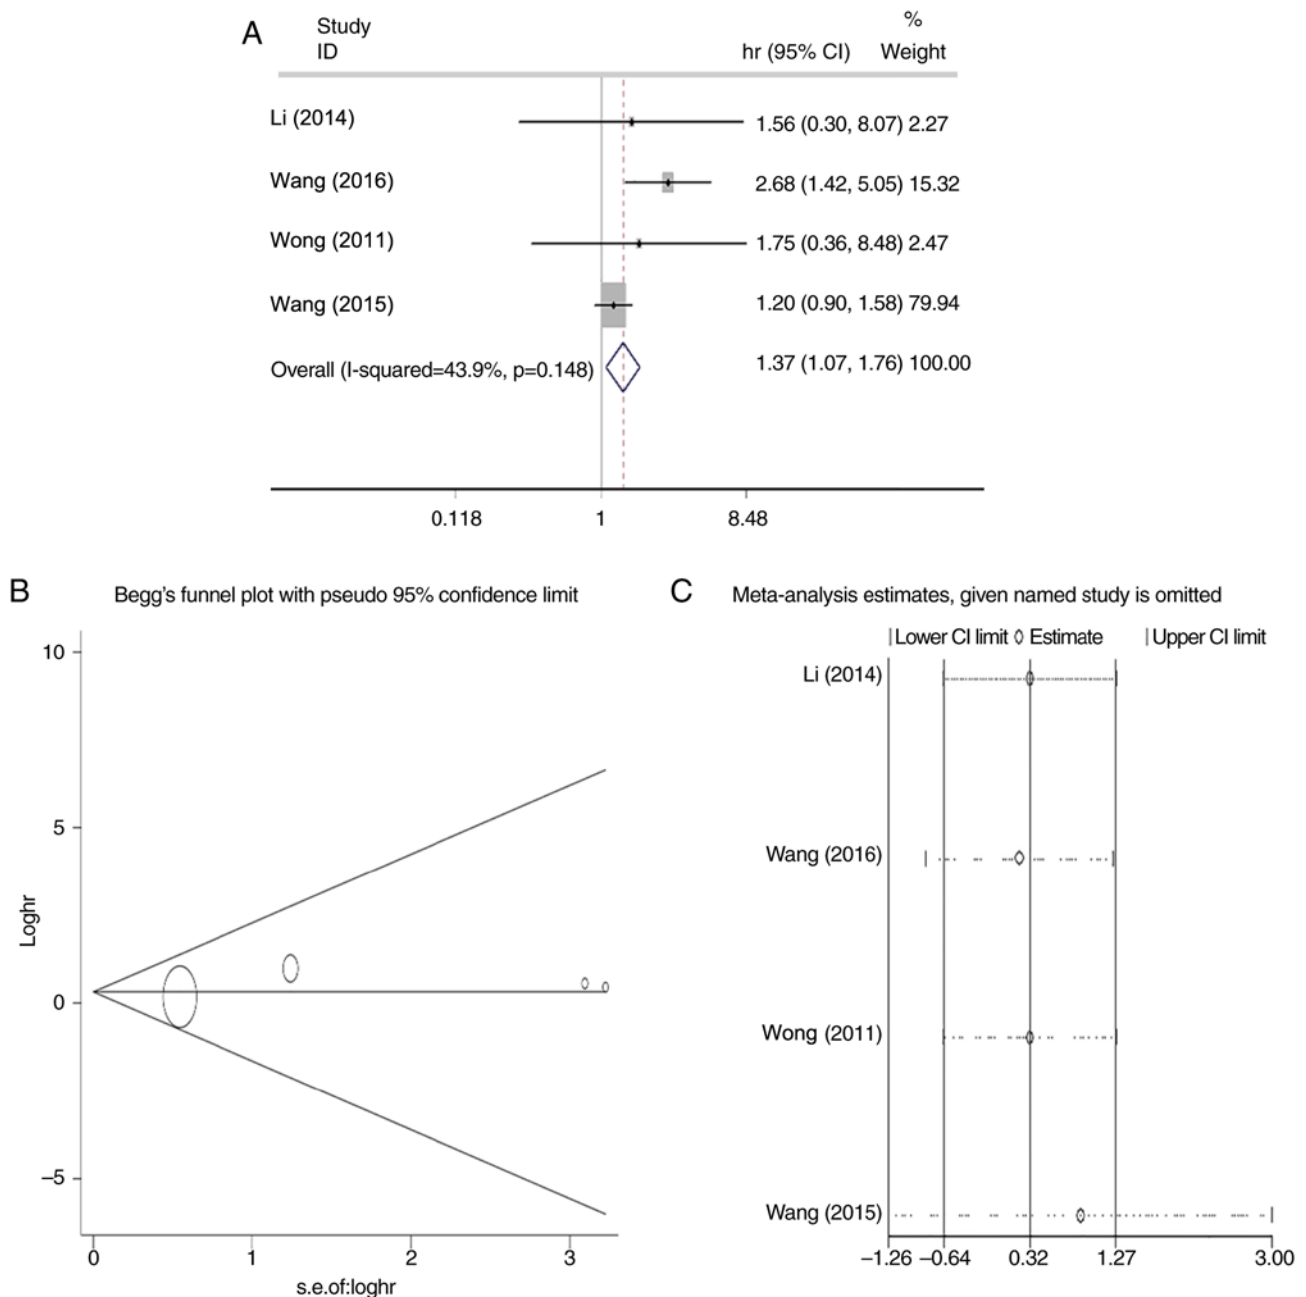 A
Study
ID
%
hr (95% CI) Weight
Li (2014) 1.56 (0.30, 8.07) 2.27
Wang (2016) 2.68 (1.42, 5.05) 15.32
Wong (2011) 1.75 (0.36, 8.48) 2.47
Wang (2015) 1.20 (0.90, 1.58) 79.94
Overall (I-squared=43.9%, p=0.148) 1.37 (1.07, 1.76) 100.00
0.118 1 8.48
B
Begg's funnel plot with pseudo 95% confidence limit
10
5
0
–5
Loghr
0 1 2 3
s.e.of:loghr
C
Meta-analysis estimates, given named study is omitted
Lower CI limit Estimate Upper CI limit
Li (2014)
Wang (2016)
Wong (2011)
Wang (2015)
–1.26 –0.64 0.32 1.27 3.00